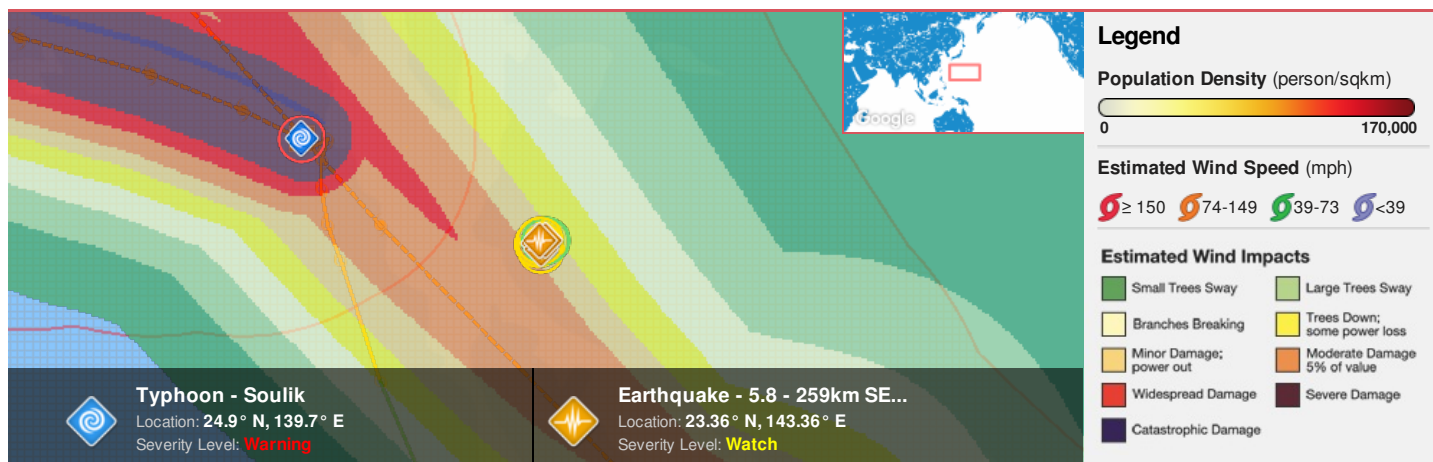 Google
Typhoon - Soulik
Location: 24.9° N, 139.7° E
Severity Level: Warning
Earthquake - 5.8 - 259km SE...
Location: 23.36° N, 143.36° E
Severity Level: Watch
Legend
Population Density (person/sqkm)
0 170,000
Estimated Wind Speed (mph)
≥ 150 74-149 39-73 <39
Estimated Wind Impacts
Small Trees Sway
Large Trees Sway
Branches Breaking
Trees Down;
some power loss
Minor Damage;
power out
Moderate Damage
5% of value
Widespread Damage
Severe Damage
Catastrophic Damage